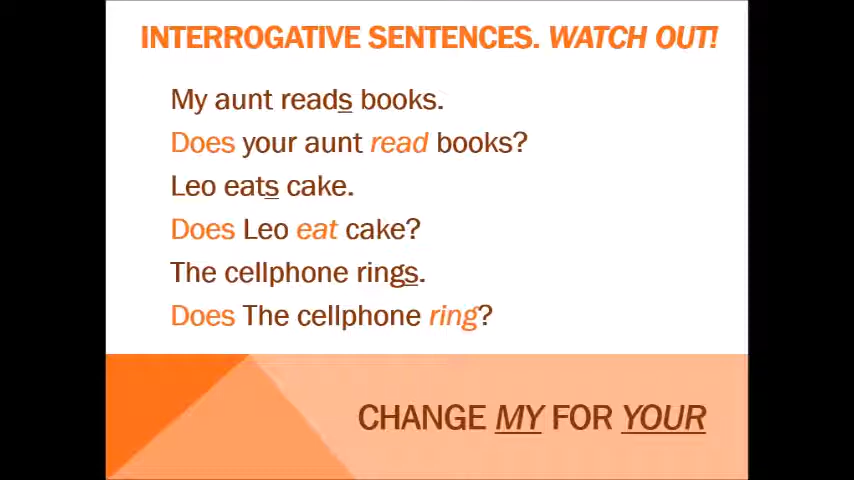 INTERROGATIVE SENTENCES. WATCH OUT!
My aunt reads books.
Does your aunt read books?
Leo eats cake.
Does Leo eat cake?
The cellphone rings.
Does The cellphone ring?
CHANGE MY FOR YOUR